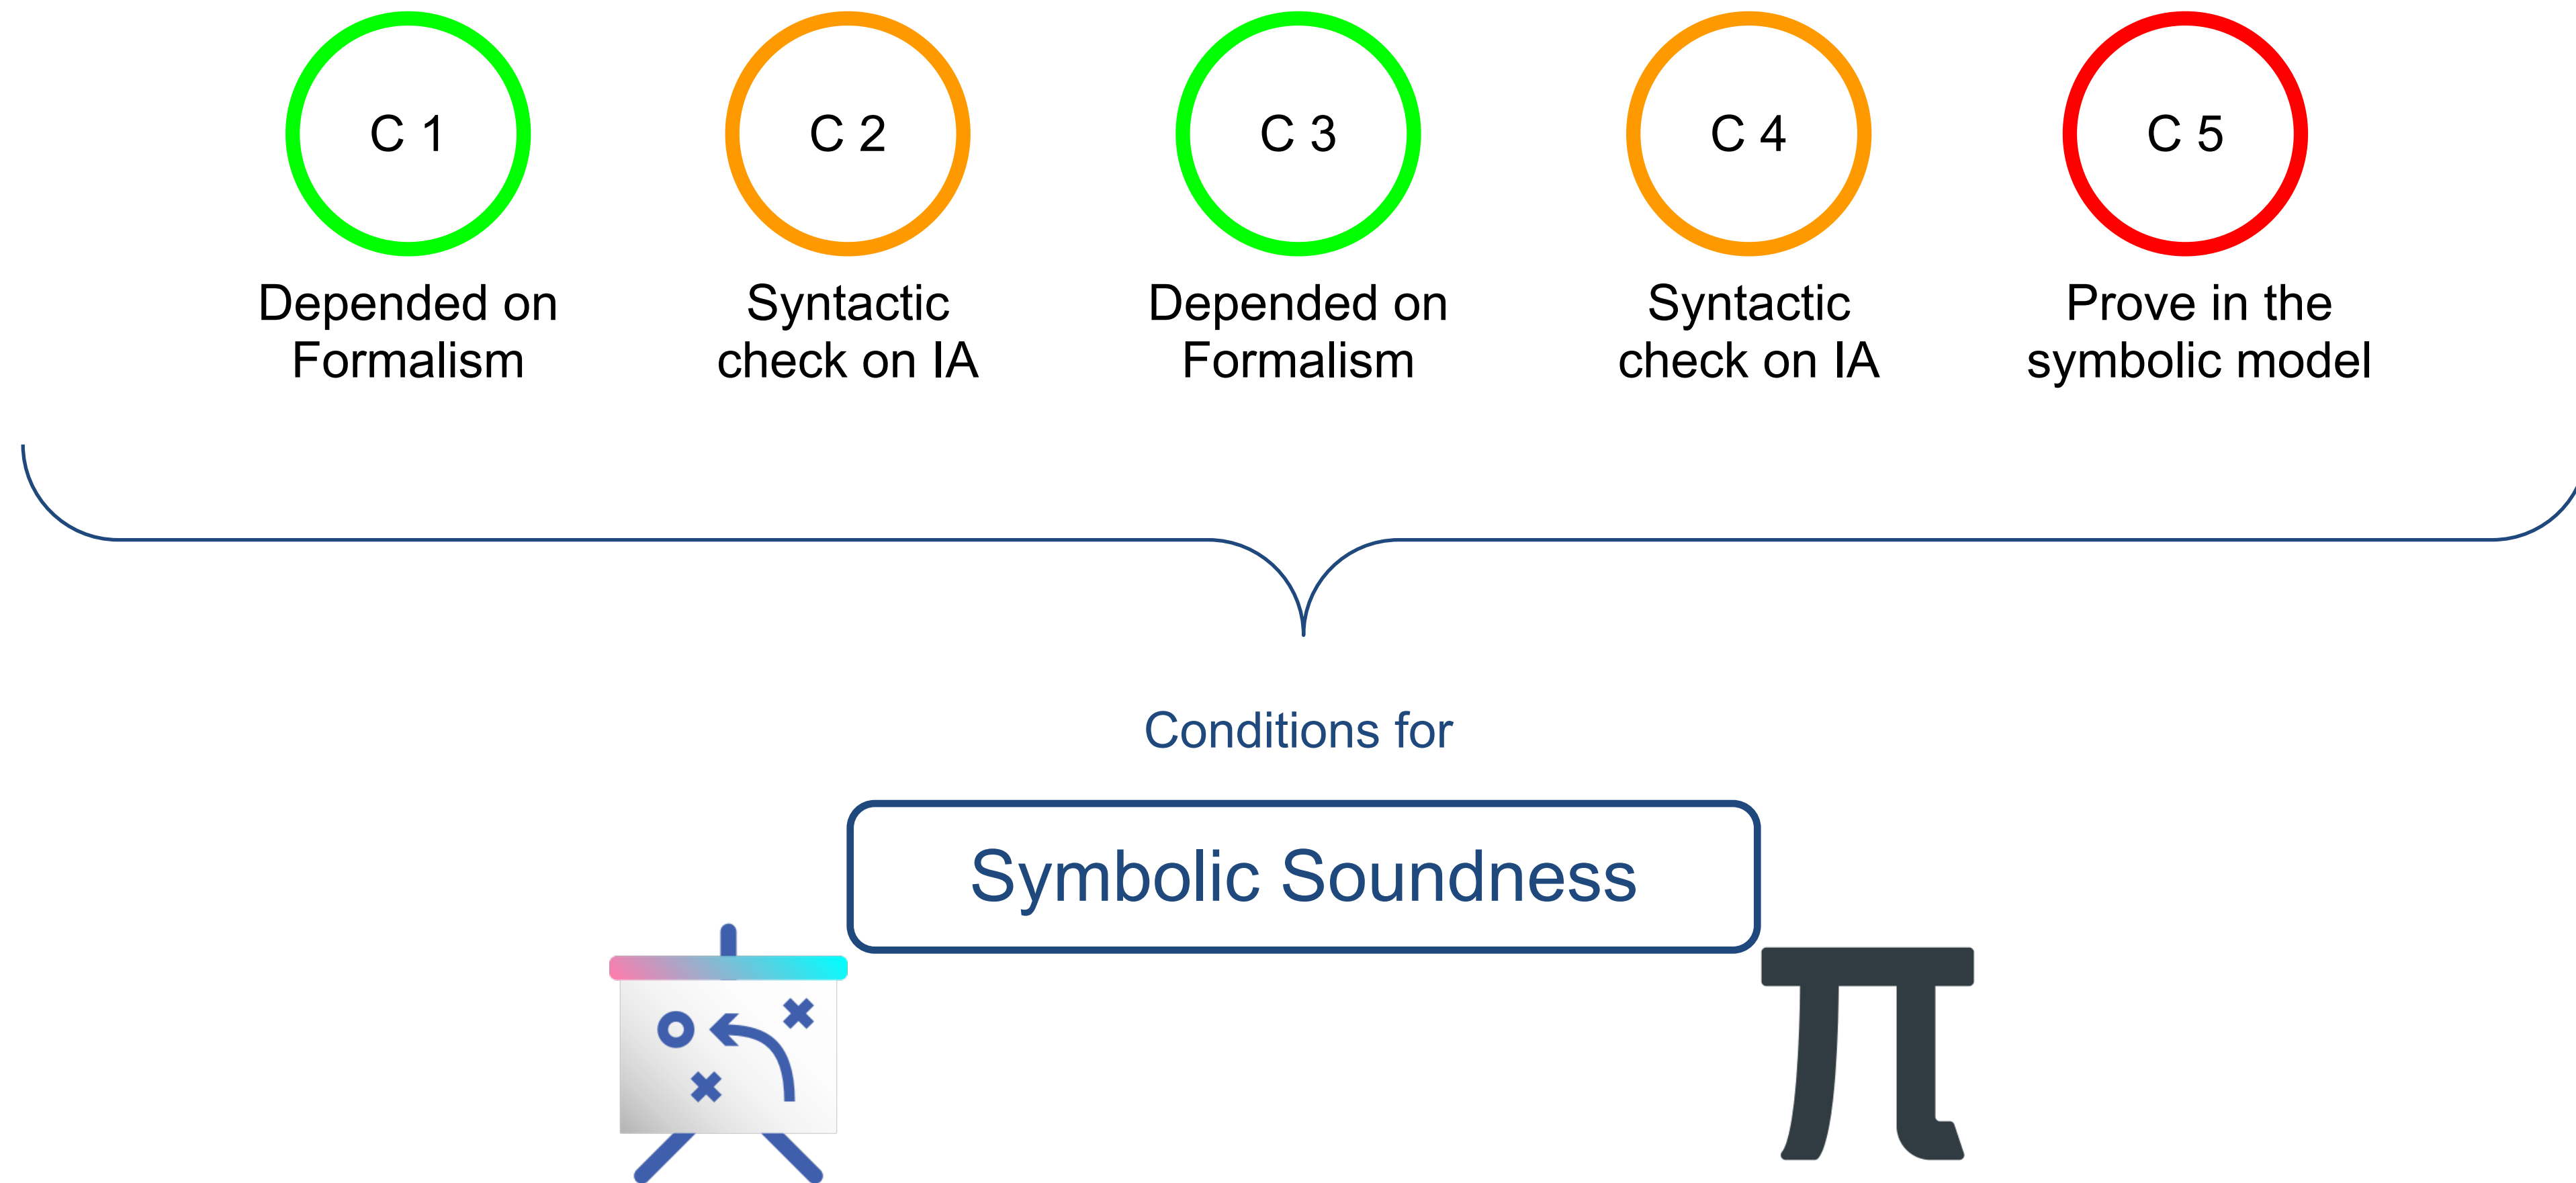 C 1
C 2
C 3
C 4
C 5
Depended on
Formalism
Syntactic
check on IA
Depended on
Formalism
Syntactic
check on IA
Prove in the
symbolic model
Conditions for
Symbolic Soundness
π